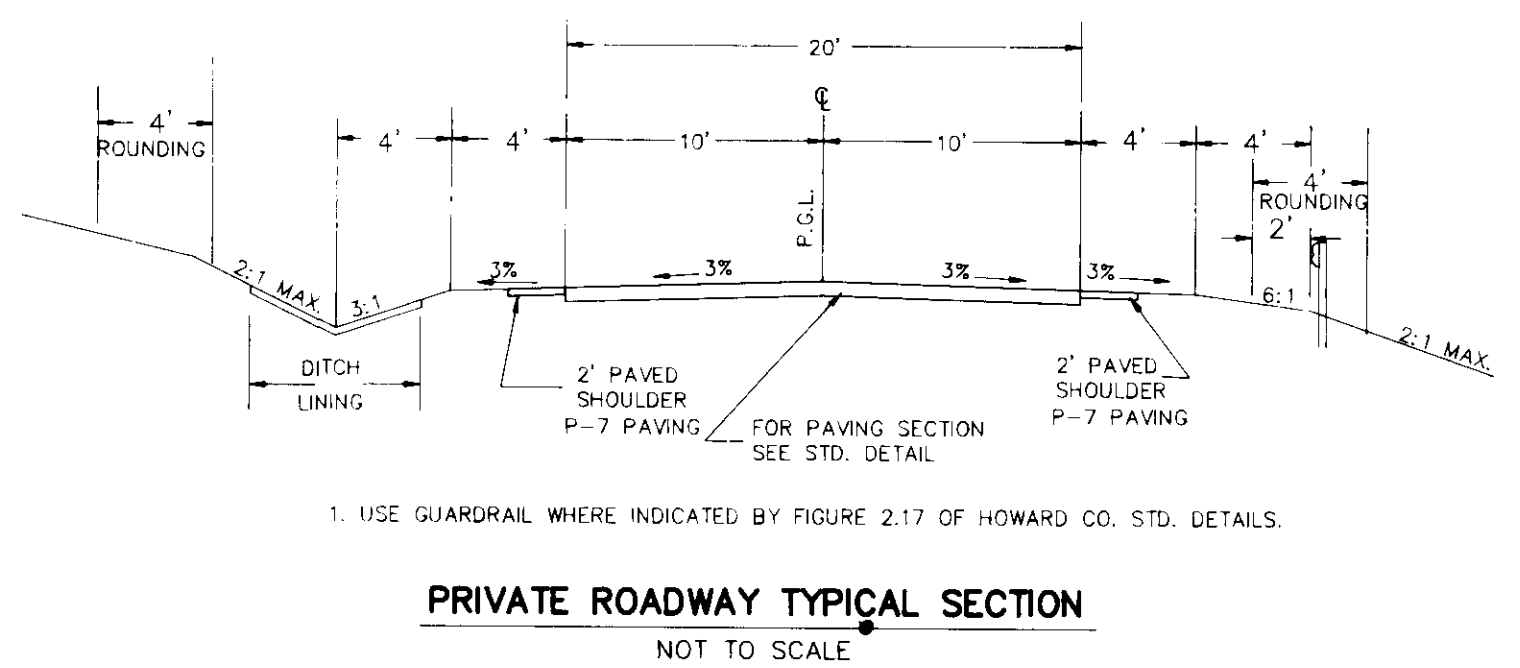 20'
℄
4'
ROUNDING
4'
4'
10'
10'
4'
4'
4'
ROUNDING
2'
P.G.L.
2:1 MAX.
3:1
3%
3%
3%
3%
6:1
2:1 MAX.
DITCH
LINING
2' PAVED
SHOULDER
P-7 PAVING
FOR PAVING SECTION
SEE STD. DETAIL
2' PAVED
SHOULDER
P-7 PAVING
1. USE GUARDRAIL WHERE INDICATED BY FIGURE 2.17 OF HOWARD CO. STD. DETAILS.
PRIVATE ROADWAY TYPICAL SECTION
NOT TO SCALE